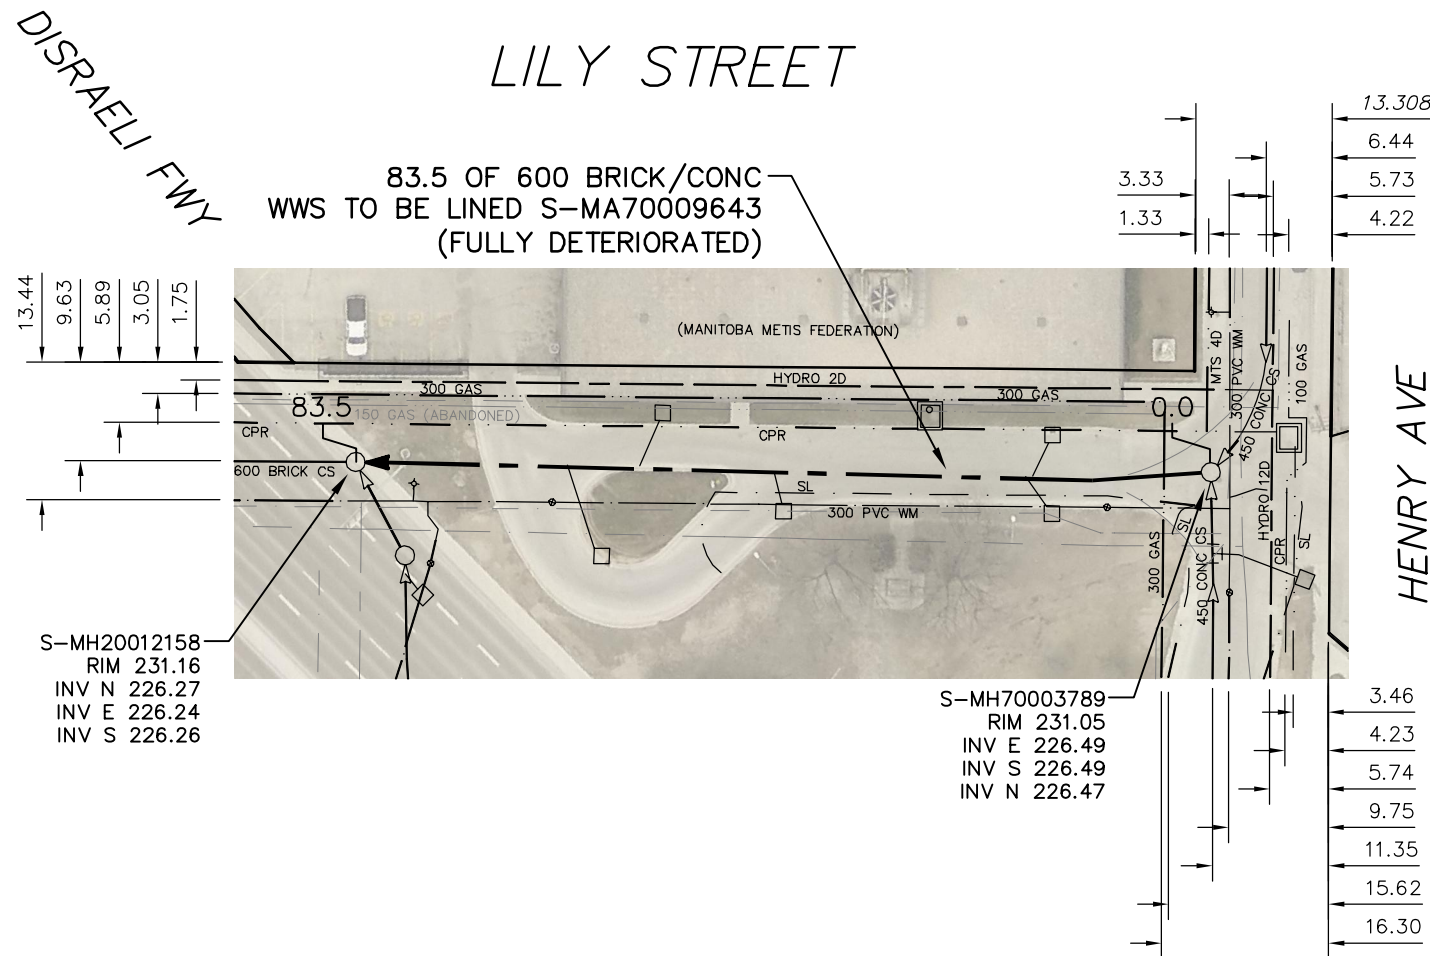 DISRAELI FWY
LILY STREET
83.5 OF 600 BRICK/CONC
WWS TO BE LINED S-MA70009643
(FULLY DETERIORATED)
13.308
6.44
5.73
4.22
3.33
1.33
13.44
9.63
5.89
3.05
1.75
(MANITOBA METIS FEDERATION)
HYDRO 2D
300 GAS
300 GAS
83.5
150 GAS (ABANDONED)
0.0
CPR
CPR
600 BRICK CS
SL
300 PVC WM
MTS 4D
300 PVC WM
450 CONC CS
100 GAS
HYDRO 12D
CPR
SL
SL
300 GAS
450 CONC CS
HENRY AVE
S-MH20012158
RIM 231.16
INV N 226.27
INV E 226.24
INV S 226.26
S-MH70003789
RIM 231.05
INV E 226.49
INV S 226.49
INV N 226.47
3.46
4.23
5.74
9.75
11.35
15.62
16.30